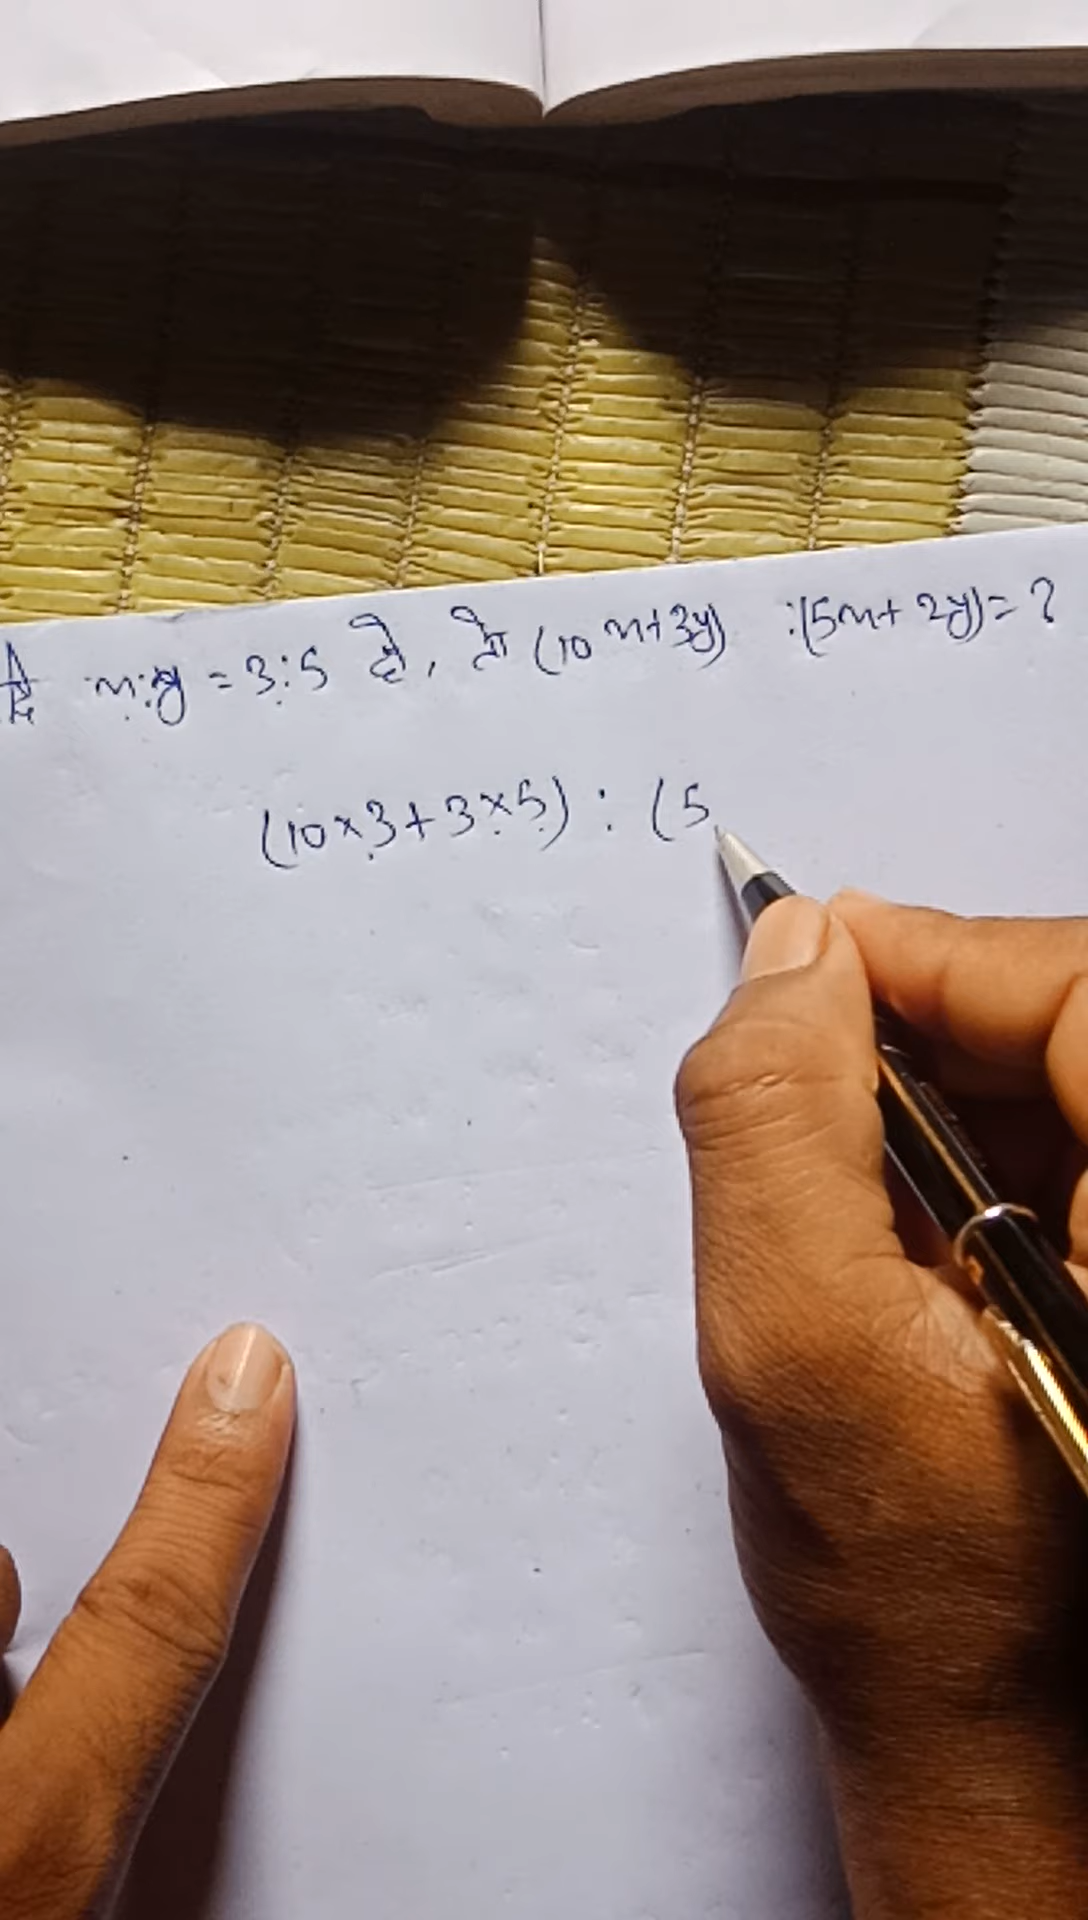 यदि x:y = 3:5 हो, तो (10x+3y) :(5x+2y)= ?
(10×3+3×5) : (5